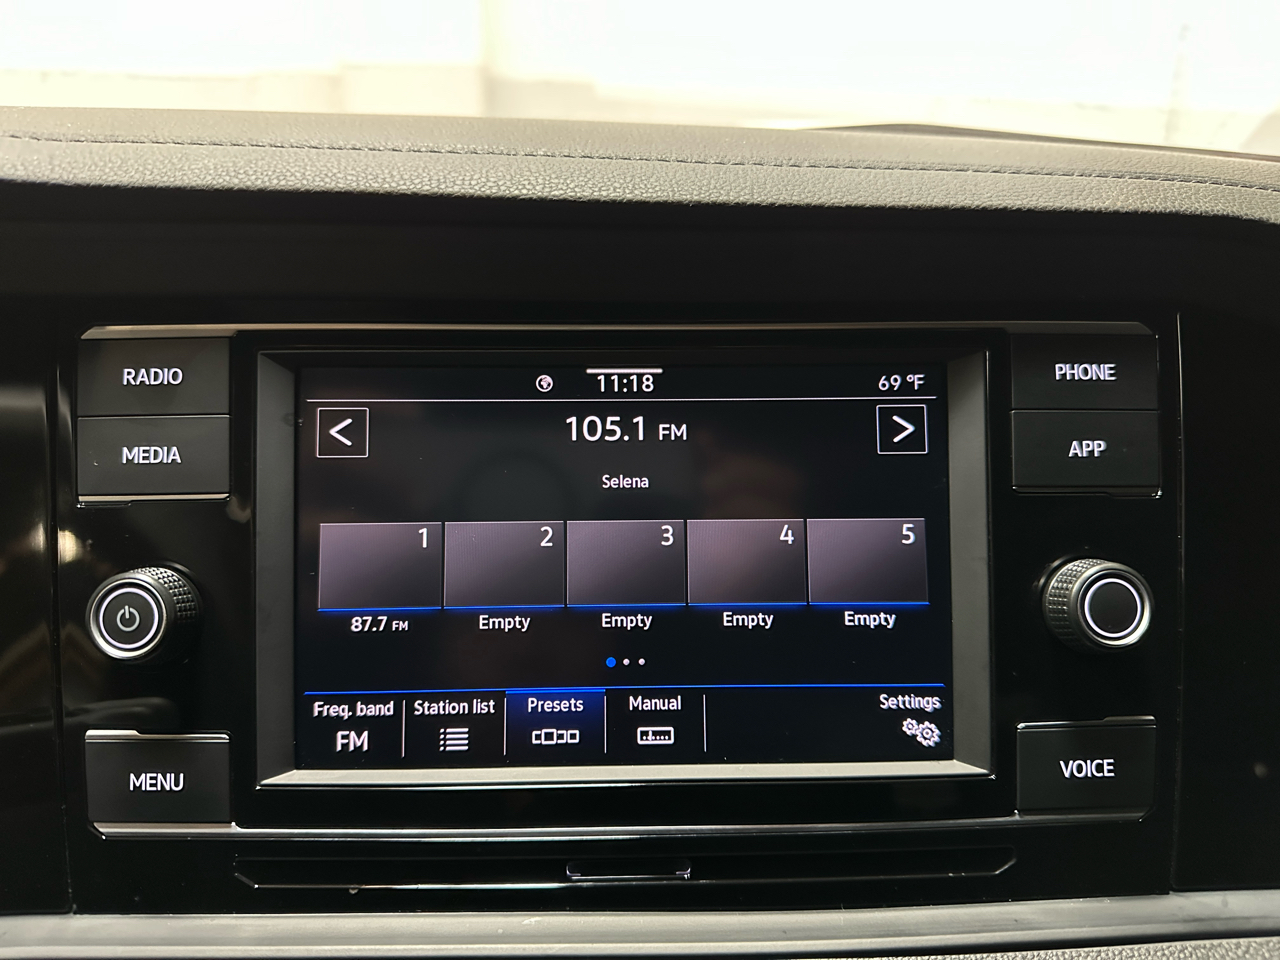 RADIO
MEDIA
MENU
PHONE
APP
VOICE
11:18
69 °F
< 105.1 FM >
Selena
1 2 3 4 5
87.7 FM Empty Empty Empty Empty
Freq. band Station list Presets Manual Settings
FM